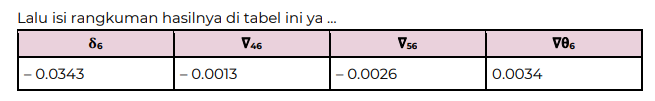 Lalu isi rangkuman hasilnya di tabel ini ya ...
δ₆ ∇₄₆ ∇₅₆ ∇θ₆
– 0.0343 – 0.0013 – 0.0026 0.0034